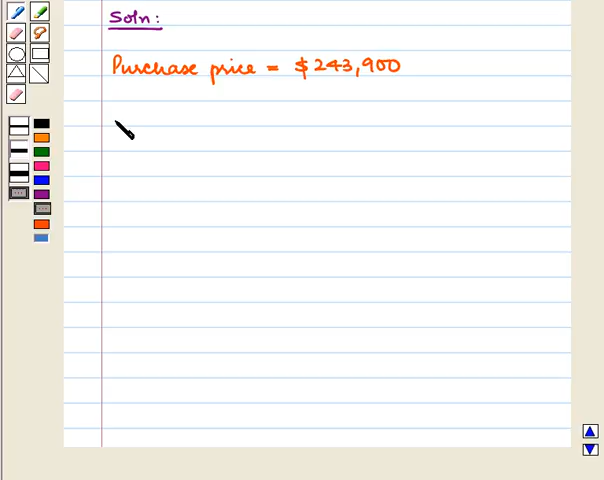 Soln:
Purchase price = $243,900